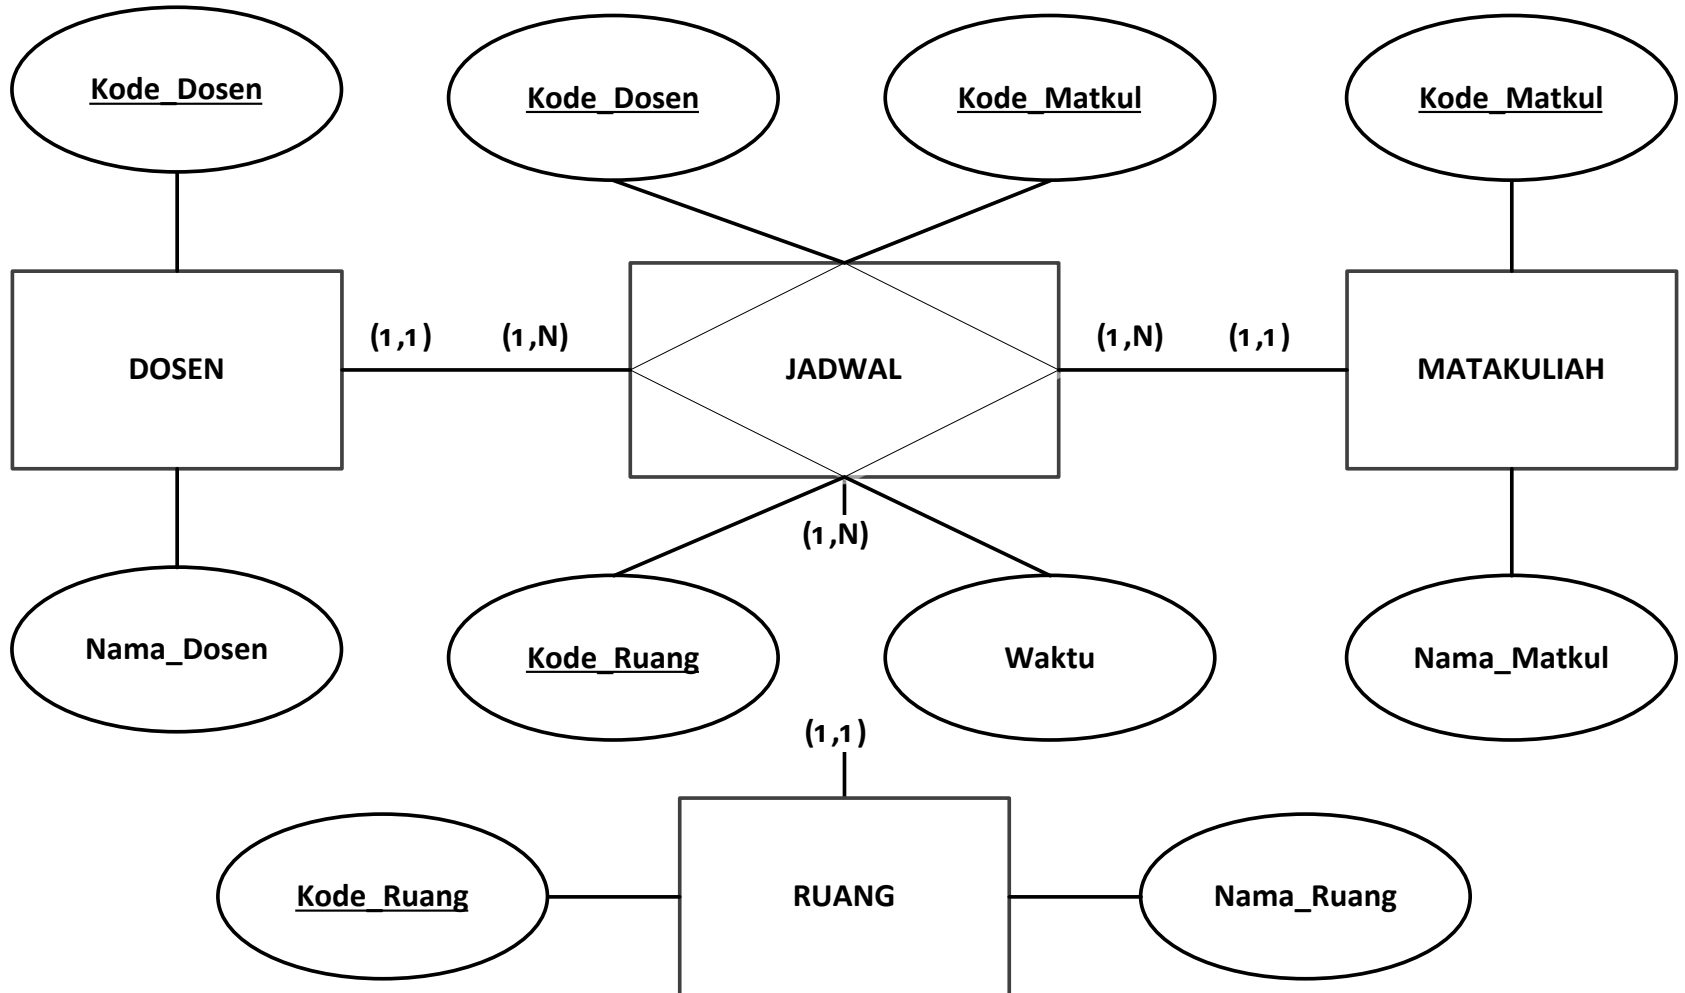 Kode_Dosen
Kode_Dosen
Kode_Matkul
Kode_Matkul
(1,1)
(1,N)
(1,N)
(1,1)
DOSEN
JADWAL
MATAKULIAH
(1,N)
Nama_Dosen
Kode_Ruang
Waktu
Nama_Matkul
(1,1)
Kode_Ruang
RUANG
Nama_Ruang